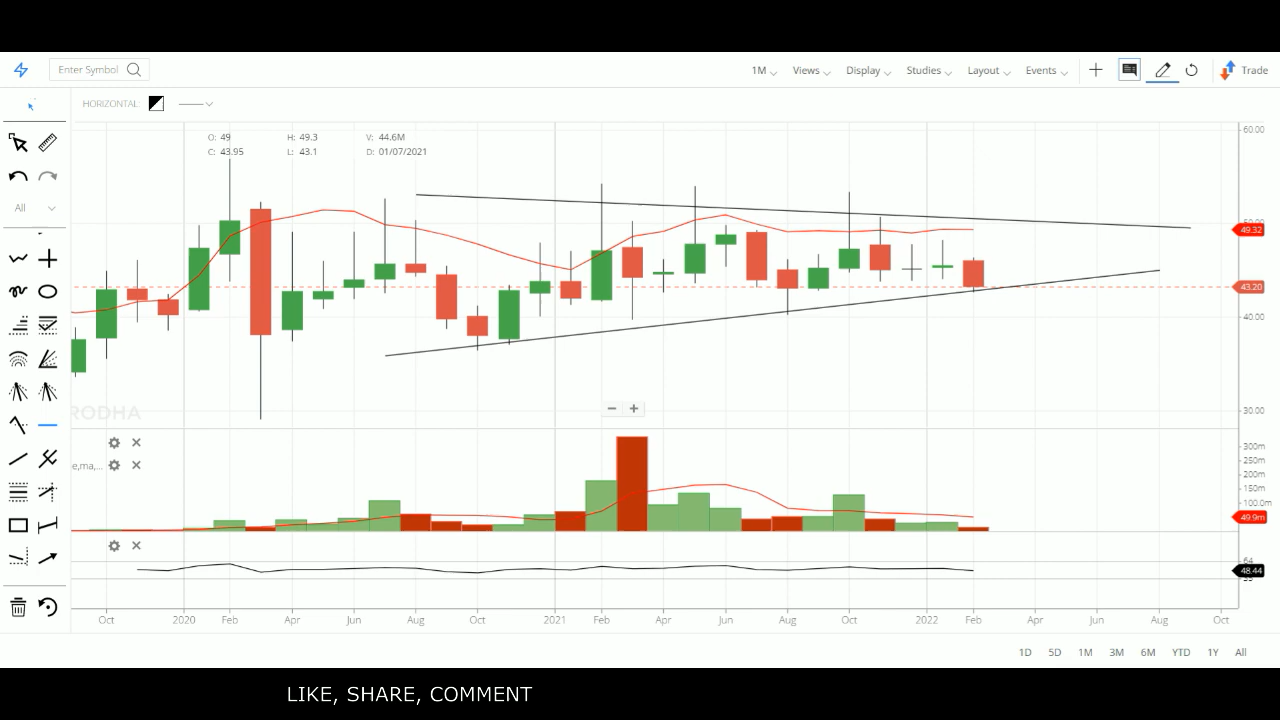 Enter Symbol
1M
Views
Display
Studies
Layout
Events
Trade
HORIZONTAL
All
O: 49 H: 49.3 V: 44.6M
C: 43.95 L: 43.1 D: 01/07/2021
60.00
50.00
49.32
43.20
40.00
30.00
RODHA
e,ma,...
300m
250m
200m
150m
100.0m
49.9m
64
48.44
Oct 2020 Feb Apr Jun Aug Oct 2021 Feb Apr Jun Aug Oct 2022 Feb Apr Jun Aug Oct
1D 5D 1M 3M 6M YTD 1Y All
LIKE, SHARE, COMMENT